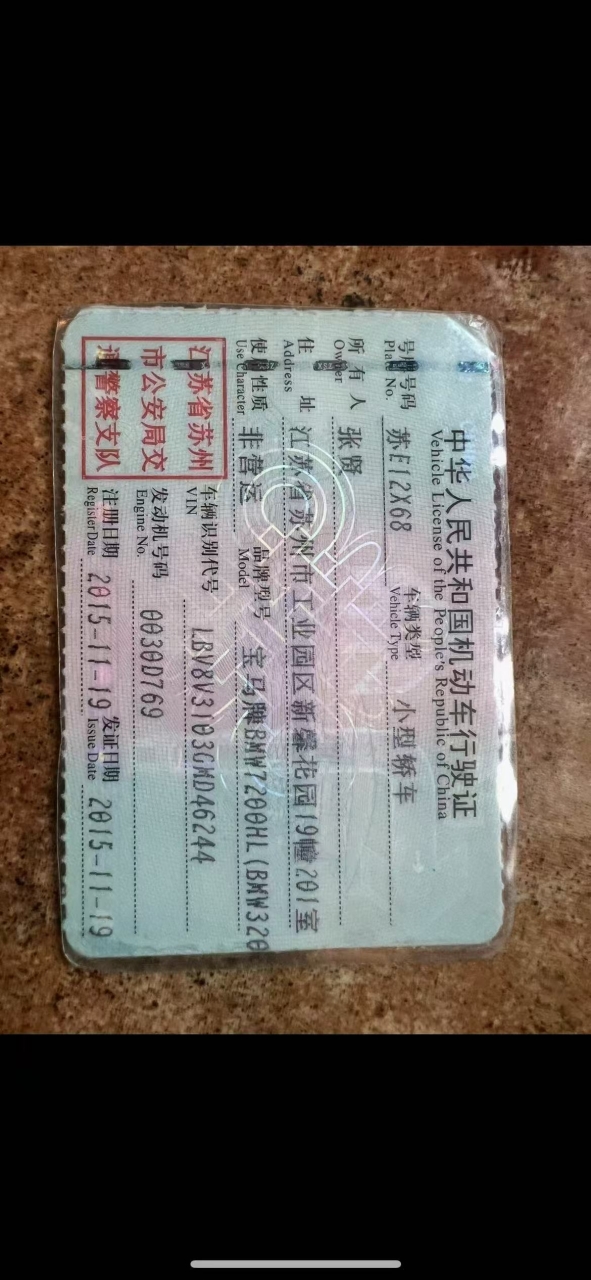 中华人民共和国机动车行驶证
Vehicle License of the People's Republic of China
号牌号码 苏E12X68 车辆类型 小型轿车
Plate No. Vehicle Type
所有人 张贤
Owner
住址 江苏省苏州市工业园区新馨花园19幢201室
Address
使用性质 非营运 品牌型号 宝马牌BMW7200HL(BMW320
Use Character Model
江苏省苏州
市公安局交
通警察支队
车辆识别代号 LBV8V3103GMD46244
VIN
发动机号码 0030D769
Engine No.
注册日期 2015-11-19 发证日期 2015-11-19
Register Date Issue Date